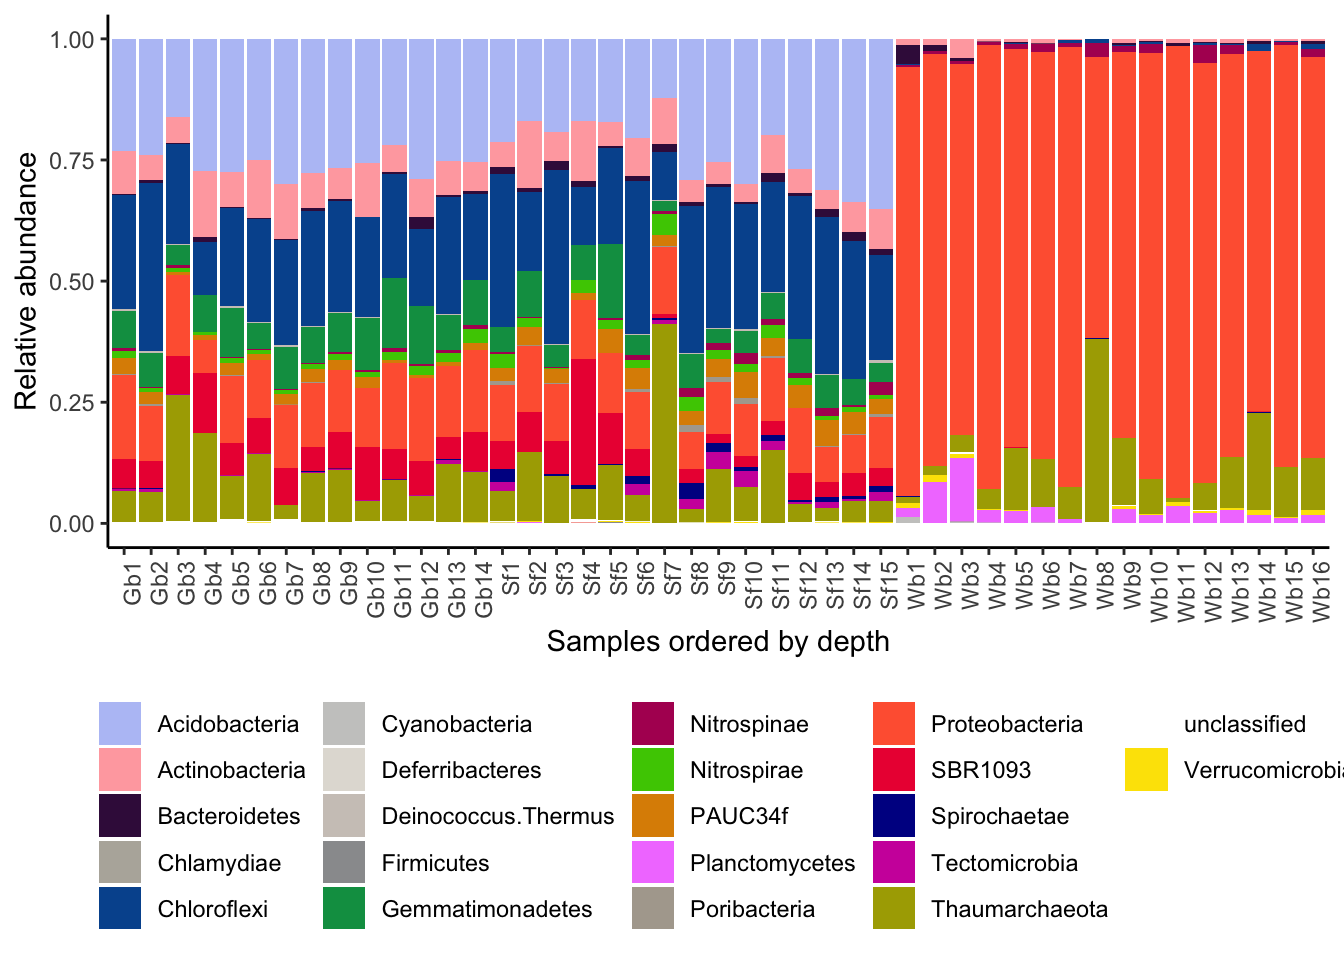 1.00
0.75
0.50
0.25
0.00
Relative abundance
Gb1 Gb2 Gb3 Gb4 Gb5 Gb6 Gb7 Gb8 Gb9 Gb10 Gb11 Gb12 Gb13 Gb14 Sf1 Sf2 Sf3 Sf4 Sf5 Sf6 Sf7 Sf8 Sf9 Sf10 Sf11 Sf12 Sf13 Sf14 Sf15 Wb1 Wb2 Wb3 Wb4 Wb5 Wb6 Wb7 Wb8 Wb9 Wb10 Wb11 Wb12 Wb13 Wb14 Wb15 Wb16
Samples ordered by depth
Acidobacteria Cyanobacteria Nitrospinae Proteobacteria unclassified
Actinobacteria Deferribacteres Nitrospirae SBR1093 Verrucomicrobia
Bacteroidetes Deinococcus.Thermus PAUC34f Spirochaetae
Chlamydiae Firmicutes Planctomycetes Tectomicrobia
Chloroflexi Gemmatimonadetes Poribacteria Thaumarchaeota